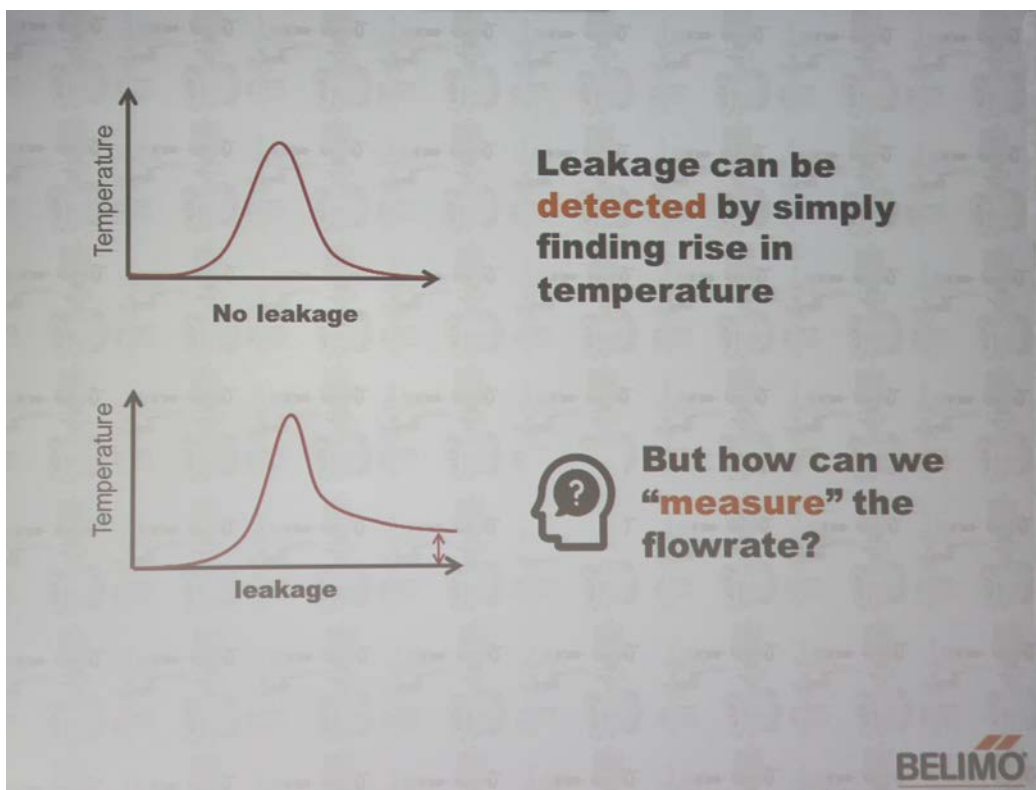 Temperature
No leakage
Leakage can be
detected by simply
finding rise in
temperature
Temperature
leakage
?
But how can we
“measure” the
flowrate?
BELIMO